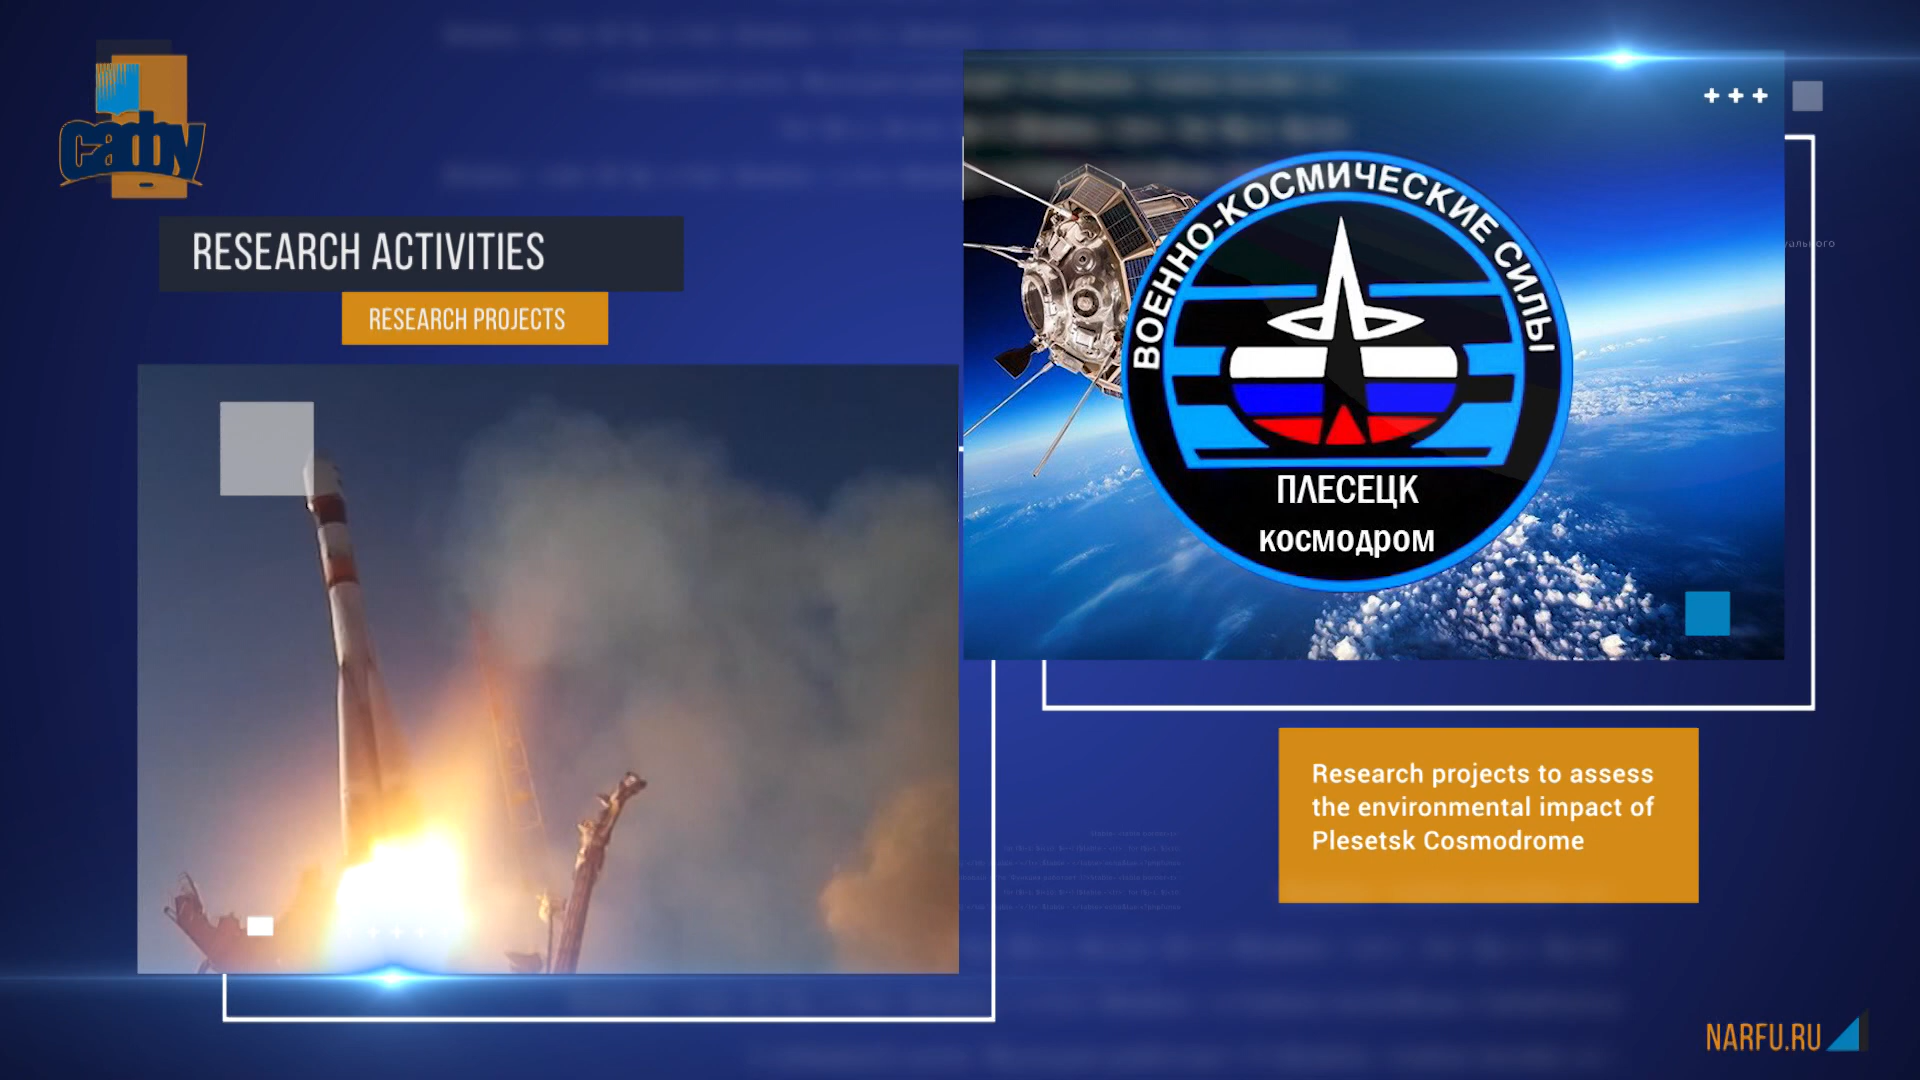 сафу
RESEARCH ACTIVITIES
RESEARCH PROJECTS
ВОЕННО-КОСМИЧЕСКИЕ СИЛЫ
ПЛЕСЕЦК
космодром
Research projects to assess
the environmental impact of
Plesetsk Cosmodrome
NARFU.RU